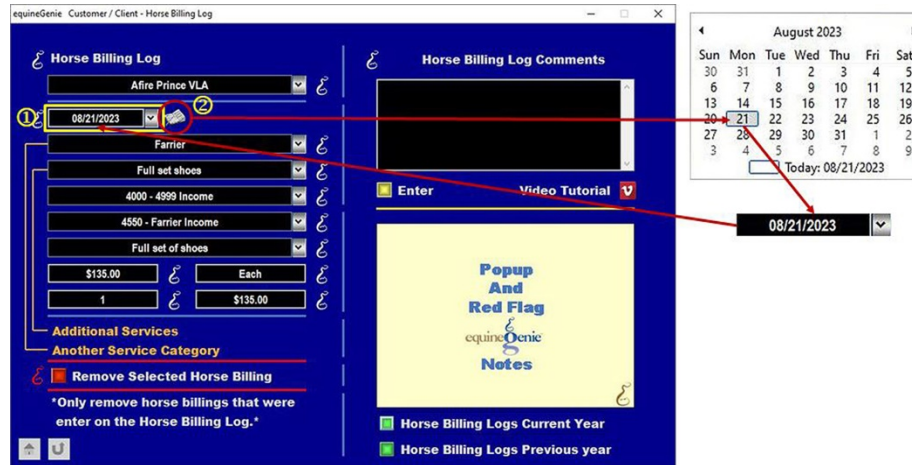 equineGenie Customer / Client - Horse Billing Log
Horse Billing Log
Afire Prince VLA
① 08/21/2023 ②
Farrier
Full set shoes
4000 - 4999 Income
4550 - Farrier Income
Full set of shoes
$135.00 Each
1 $135.00
Additional Services
Another Service Category
Remove Selected Horse Billing
*Only remove horse billings that were
enter on the Horse Billing Log.*
Horse Billing Log Comments
Enter Video Tutorial
Popup
And
Red Flag
equineGenie
Notes
Horse Billing Logs Current Year
Horse Billing Logs Previous year
August 2023
Sun Mon Tue Wed Thu Fri Sat
30 31 1 2 3 4 5
6 7 8 9 10 11 12
13 14 15 16 17 18 19
20 21 22 23 24 25 26
27 28 29 30 31 1 2
3 4 5 6 7 8 9
Today: 08/21/2023
08/21/2023